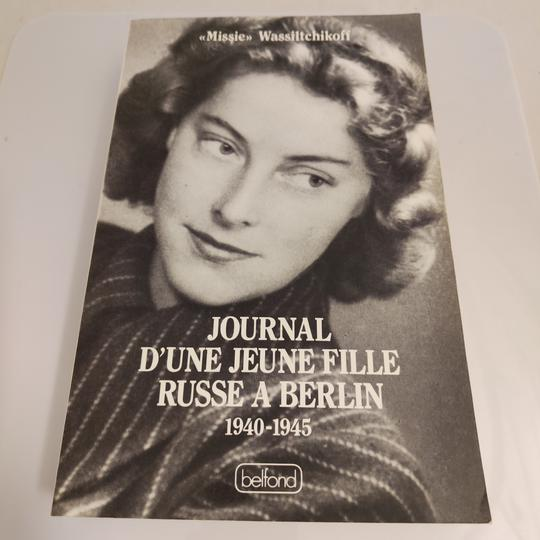 «Missie» Wassiltchikoff
JOURNAL
D'UNE JEUNE FILLE
RUSSE A BERLIN
1940-1945
belfond